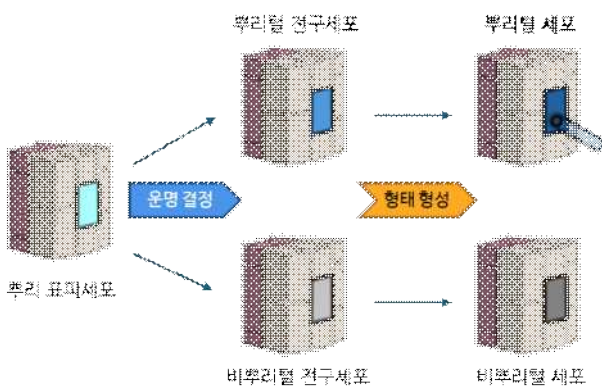 뿌리털 전구세포
뿌리털 세포
운명 결정
형태 형성
뿌리 표피세포
비뿌리털 전구세포
비뿌리털 세포